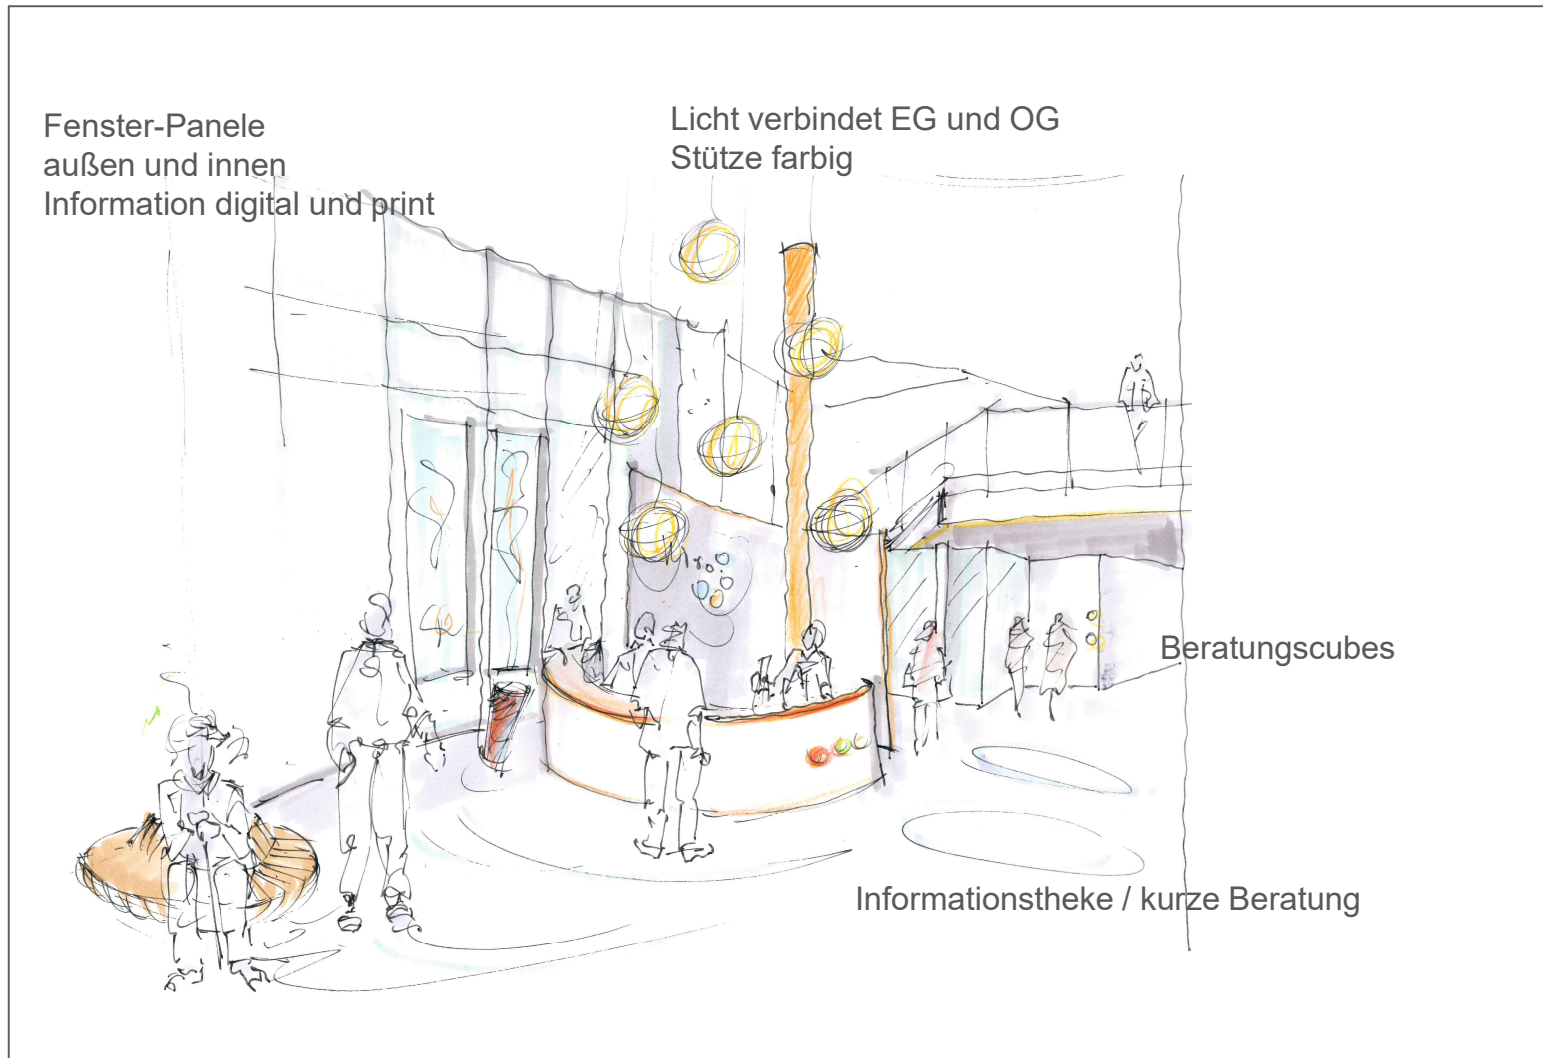 Fenster-Panele
außen und innen
Information digital und print
Licht verbindet EG und OG
Stütze farbig
Beratungscubes
Informationstheke / kurze Beratung